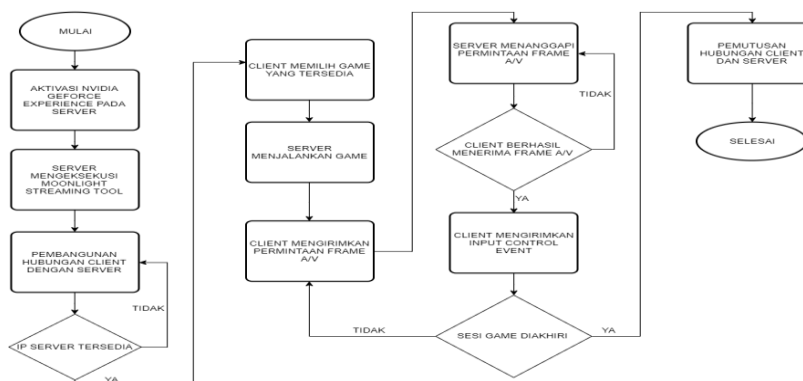 MULAI
AKTIVASI NVIDIA
GEFORCE
EXPERIENCE PADA
SERVER
SERVER
MENGEKSEKUSI
MOONLIGHT
STREAMING TOOL
PEMBANGUNAN
HUBUNGAN CLIENT
DENGAN SERVER
TIDAK
IP SERVER TERSEDIA
YA
CLIENT MEMILIH GAME
YANG TERSEDIA
SERVER
MENJALANKAN GAME
CLIENT MENGIRIMKAN
PERMINTAAN FRAME
A/V
SERVER MENANGGAPI
PERMINTAAN FRAME
A/V
TIDAK
CLIENT BERHASIL
MENERIMA FRAME A/V
YA
CLIENT MENGIRIMKAN
INPUT CONTROL
EVENT
TIDAK
SESI GAME DIAKHIRI
YA
PEMUTUSAN
HUBUNGAN CLIENT
DAN SERVER
SELESAI